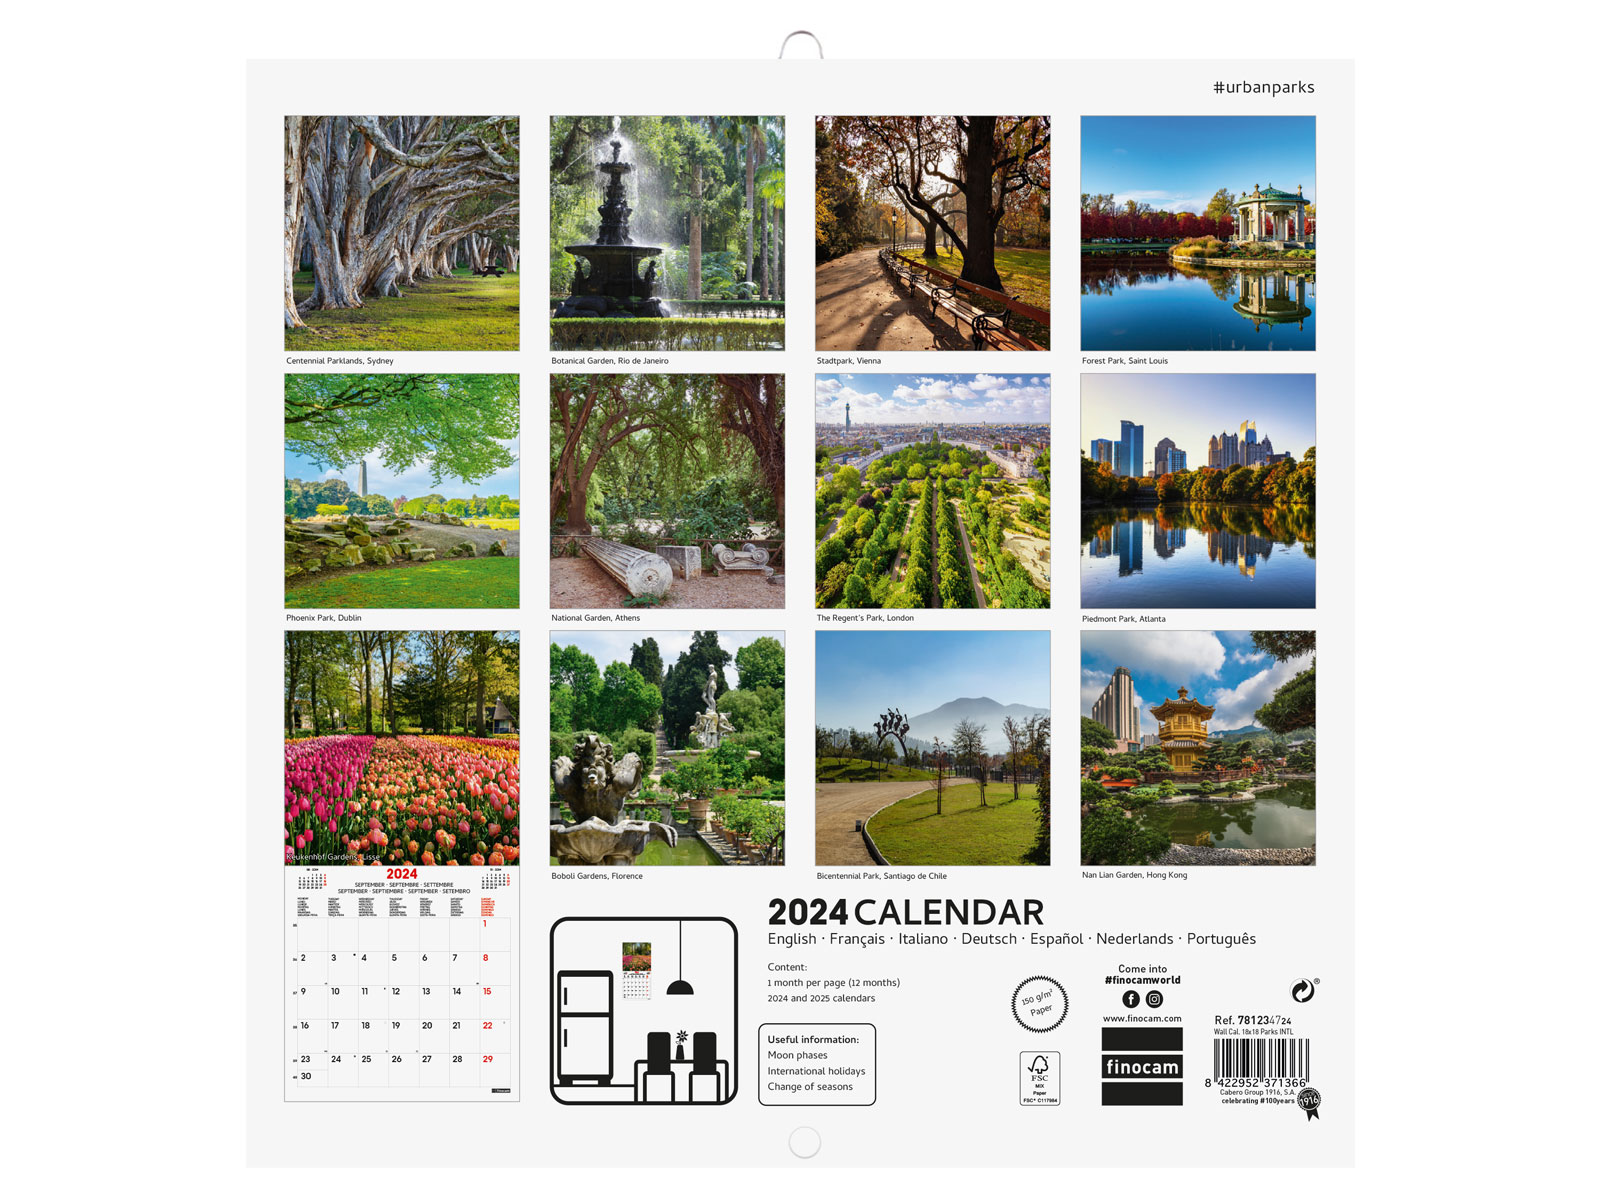 #urbanparks
Centennial Parklands, Sydney
Botanical Garden, Rio de Janeiro
Stadtpark, Vienna
Forest Park, Saint Louis
Phoenix Park, Dublin
National Garden, Athens
The Regent's Park, London
Piedmont Park, Atlanta
Keukenhof Gardens, Lisse
Boboli Gardens, Florence
Bicentennial Park, Santiago de Chile
Nan Lian Garden, Hong Kong
2024
SEPTEMBER · SEPTEMBRE · SETTEMBRE
SEPTEMBER · SEPTIEMBRE · SEPTEMBER · SETEMBRO
1
2 3 4 5 6 7 8
9 10 11 12 13 14 15
16 17 18 19 20 21 22
23 24 25 26 27 28 29
30
2024 CALENDAR
English · Français · Italiano · Deutsch · Español · Nederlands · Português
Content:
1 month per page (12 months)
2024 and 2025 calendars
Useful information:
Moon phases
International holidays
Change of seasons
150 g/m²
Paper
FSC
MIX
Paper
FSC® C117984
Come into
#finocamworld
www.finocam.com
finocam
Ref. 781234724
Wall Cal. 18x18 Parks INTL
8 422952 371366
Cabero Group 1916, S.A.
celebrating #100years
1916